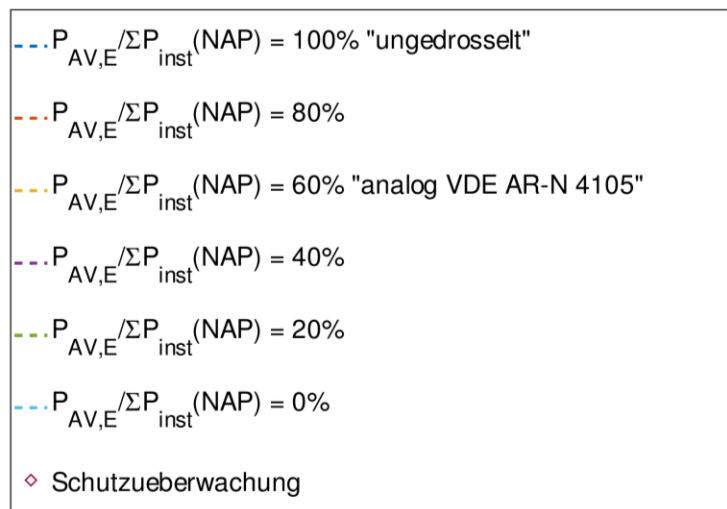 P_AV,E/ΣP_inst(NAP) = 100% "ungedrosselt"
P_AV,E/ΣP_inst(NAP) = 80%
P_AV,E/ΣP_inst(NAP) = 60% "analog VDE AR-N 4105"
P_AV,E/ΣP_inst(NAP) = 40%
P_AV,E/ΣP_inst(NAP) = 20%
P_AV,E/ΣP_inst(NAP) = 0%
Schutzueberwachung